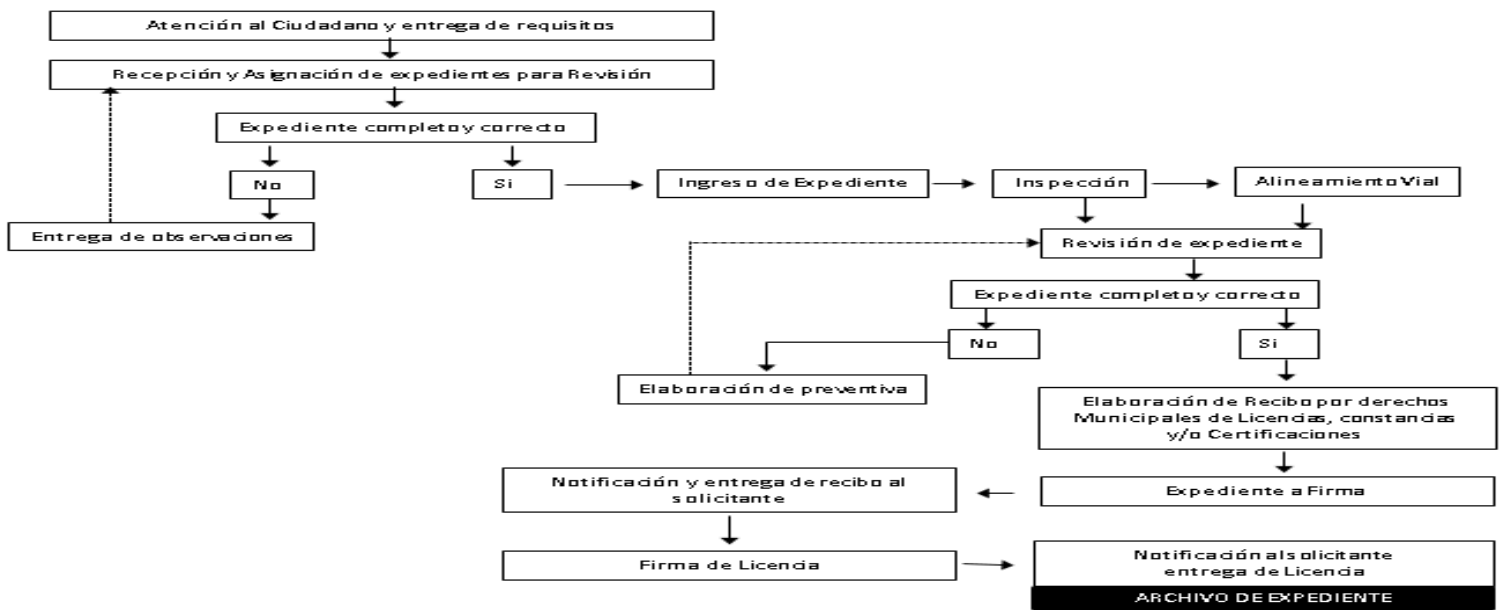 Atención al Ciudadano y entrega de requisitos
Recepción y Asignación de expedientes para Revisión
Expediente completo y correcto
No
Si
Ingreso de Expediente
Inspección
Alineamiento Vial
Entrega de observaciones
Revisión de expediente
Expediente completo y correcto
No
Si
Elaboración de preventiva
Elaboración de Recibo por derechos
Municipales de Licencias, constancias
y/o Certificaciones
Notificación y entrega de recibo al
solicitante
Expediente a Firma
Firma de Licencia
Notificación al solicitante
entrega de Licencia
ARCHIVO DE EXPEDIENTE